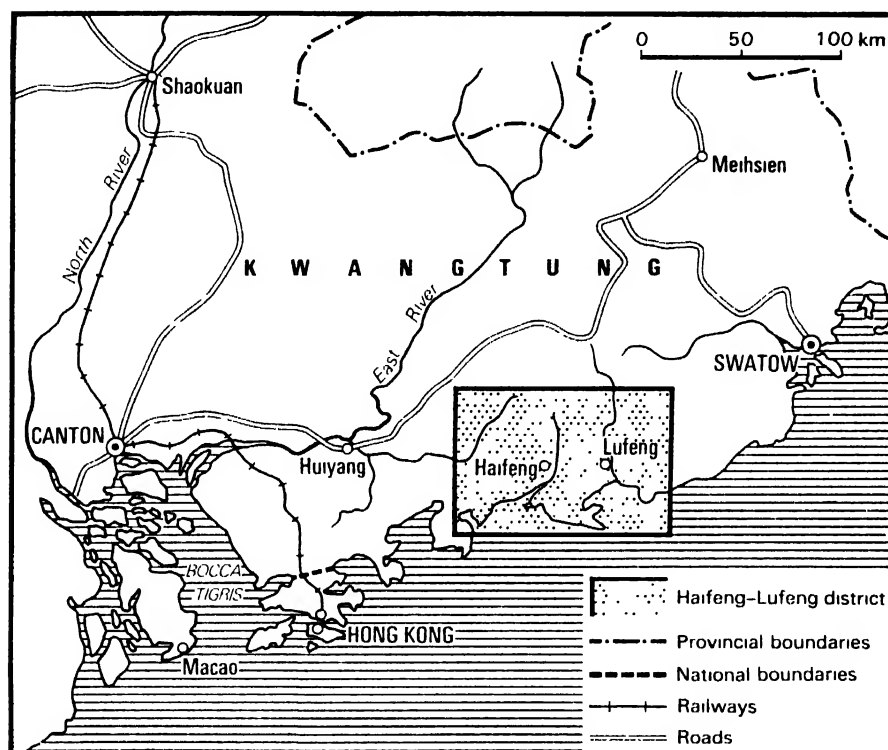 0 50 100 km
Shaokuan
Meihsien
North River
KWANGTUNG
East River
SWATOW
CANTON
Huiyang
Haifeng
Lufeng
BOCCA
TIGRIS
HONG KONG
Macao
Haifeng–Lufeng district
Provincial boundaries
National boundaries
Railways
Roads